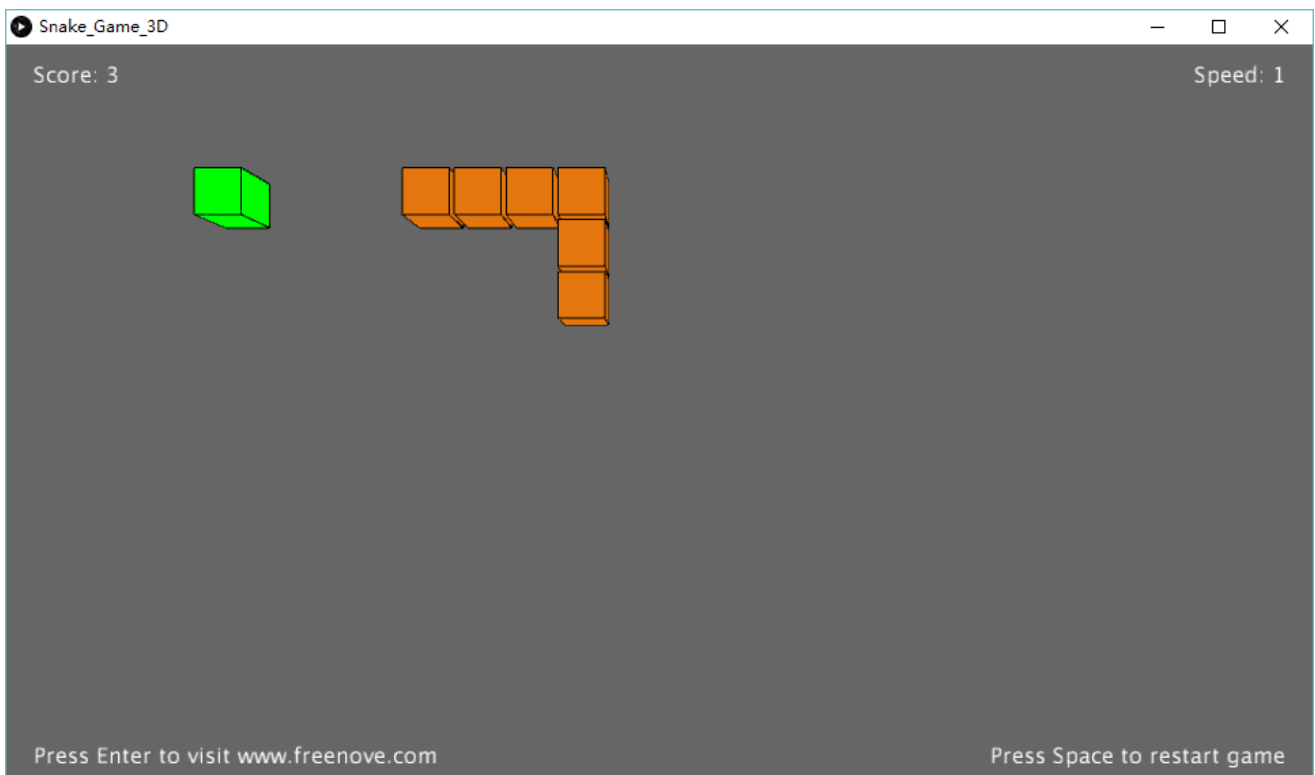 Snake_Game_3D
Score: 3
Speed: 1
Press Enter to visit www.freenove.com
Press Space to restart game